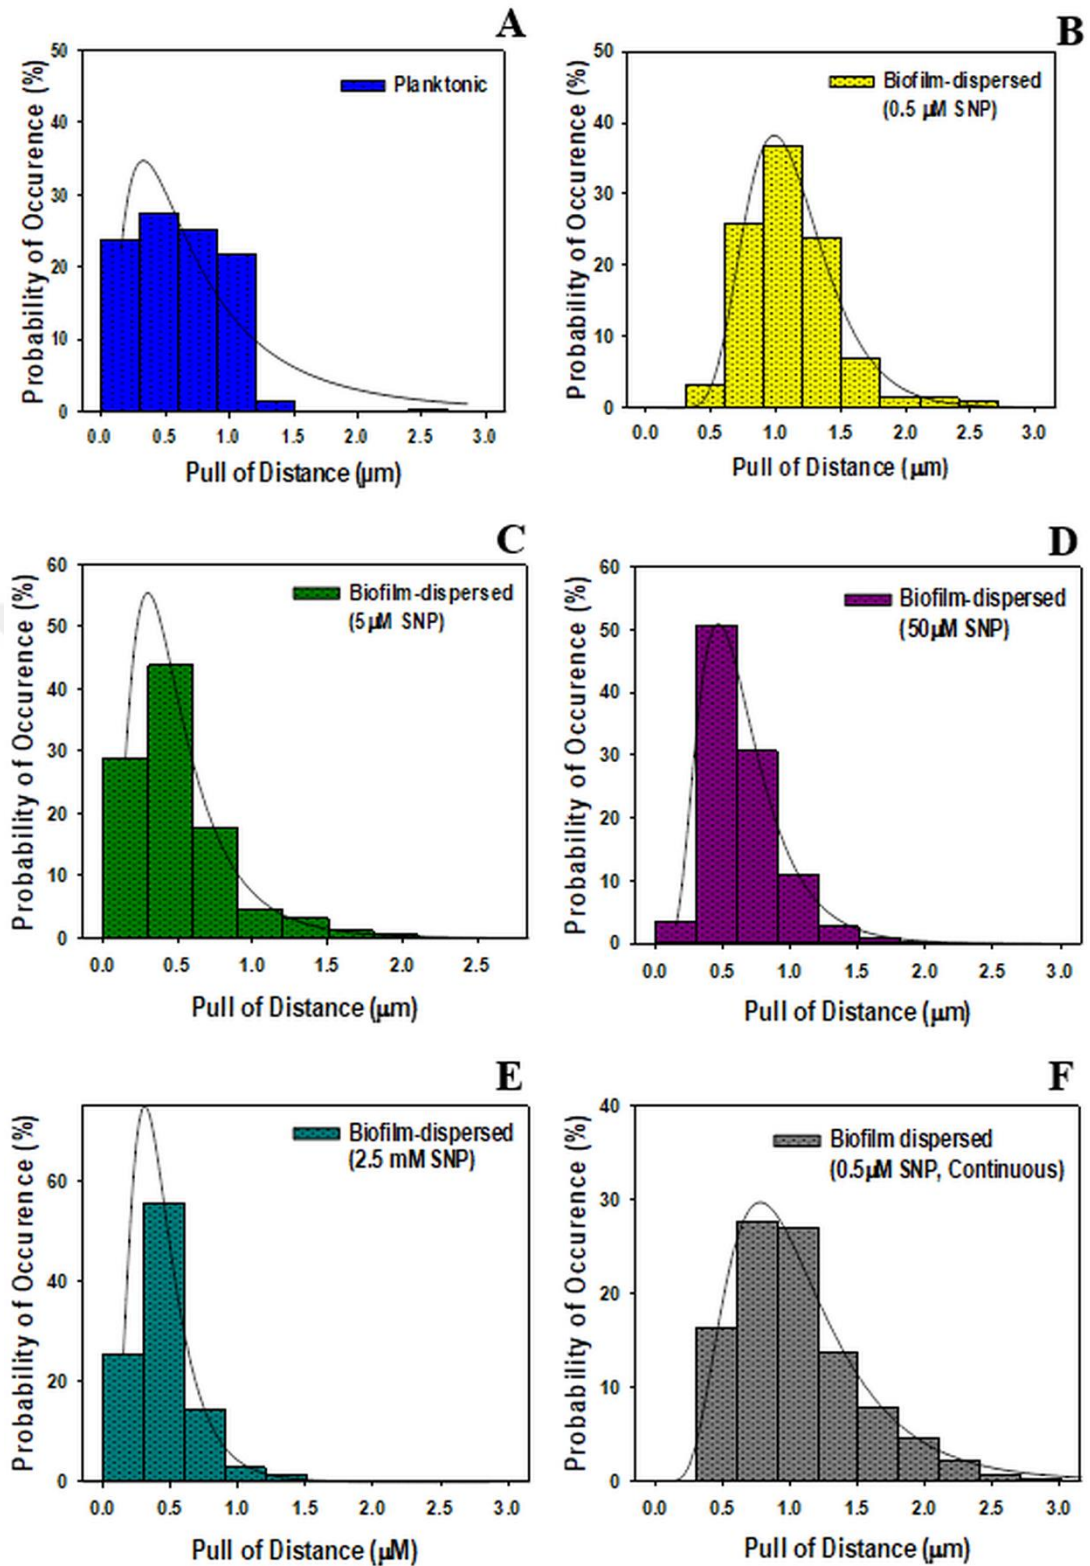 A
50
40
30
20
10
0
Probability of Occurence (%)
Planktonic
0.0 0.5 1.0 1.5 2.0 2.5 3.0
Pull of Distance (μm)
B
50
40
30
20
10
0
Probability of Occurence (%)
Biofilm-dispersed
(0.5 μM SNP)
0.0 0.5 1.0 1.5 2.0 2.5 3.0
Pull of Distance (μm)
C
60
50
40
30
20
10
0
Probability of Occurence (%)
Biofilm-dispersed
(5μM SNP)
0.0 0.5 1.0 1.5 2.0 2.5
Pull of Distance (μm)
D
60
50
40
30
20
10
0
Probability of Occurence (%)
Biofilm-dispersed
(50μM SNP)
0.0 0.5 1.0 1.5 2.0 2.5 3.0
Pull of Distance (μm)
E
60
40
20
0
Probability of Occurence (%)
Biofilm-dispersed
(2.5 mM SNP)
0.0 0.5 1.0 1.5 2.0 2.5 3.0
Pull of Distance (μM)
F
40
30
20
10
0
Probability of Occurence (%)
Biofilm dispersed
(0.5μM SNP, Continuous)
0.0 0.5 1.0 1.5 2.0 2.5 3.0
Pull of Distance (μm)